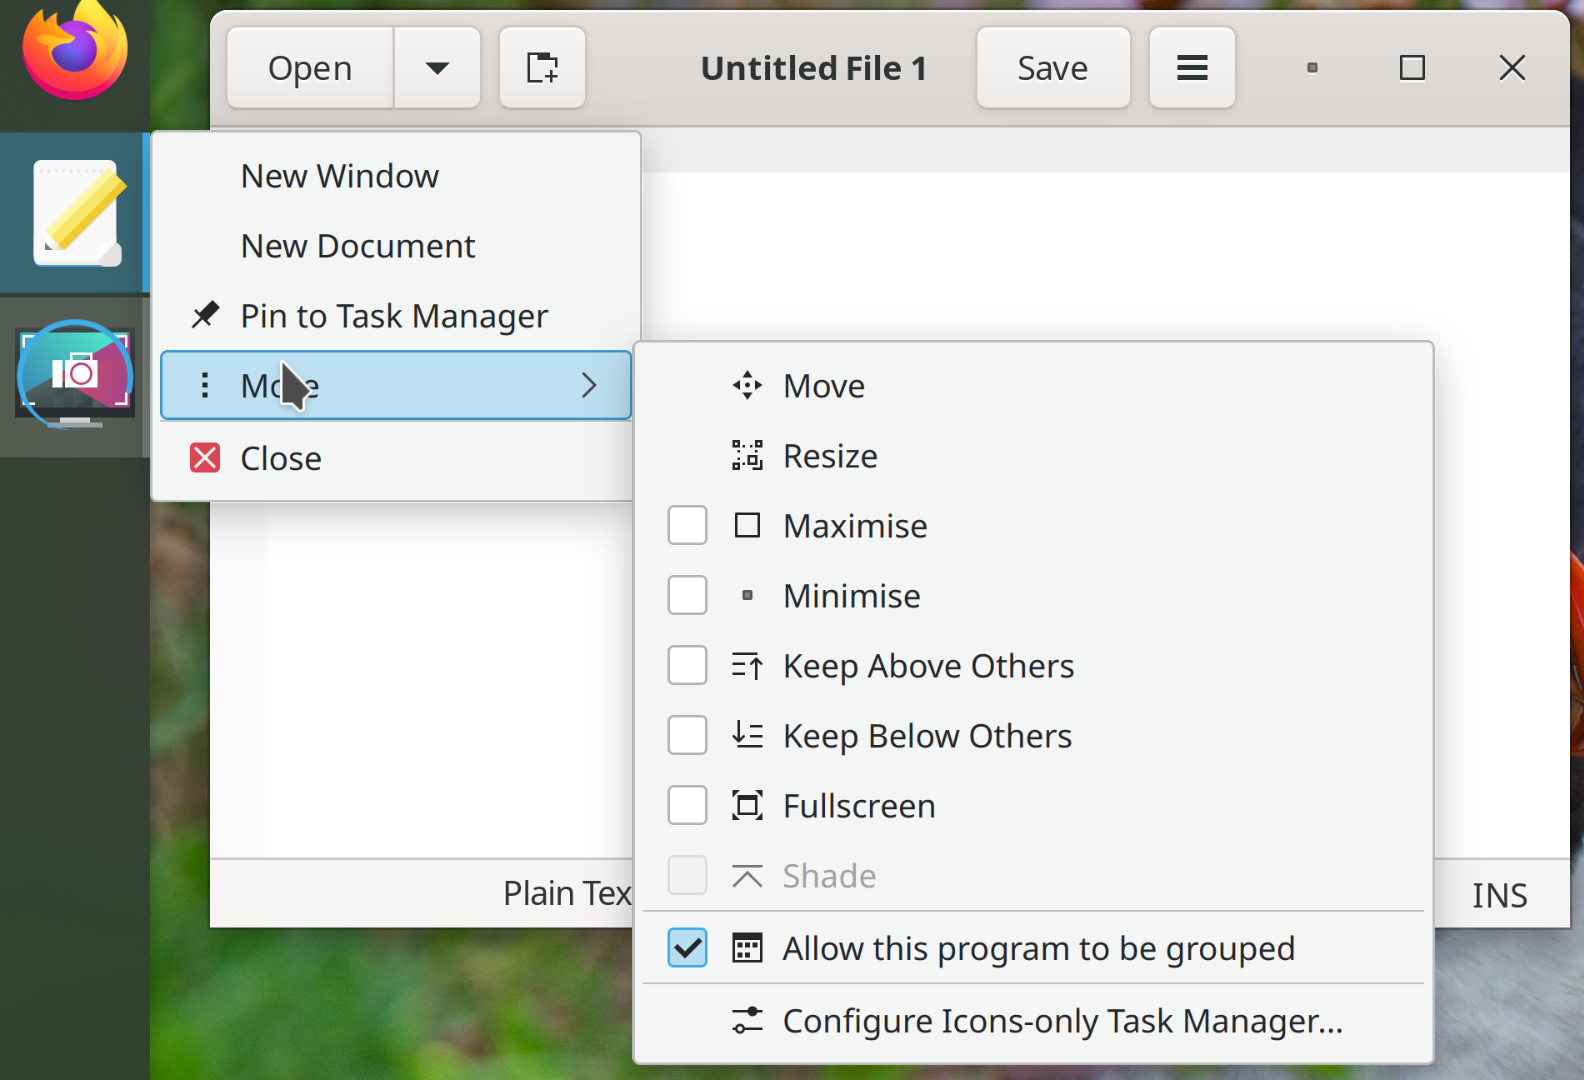 Open
Untitled File 1
Save
New Window
New Document
Pin to Task Manager
More
Close
Move
Resize
Maximise
Minimise
Keep Above Others
Keep Below Others
Fullscreen
Shade
Allow this program to be grouped
Configure Icons-only Task Manager...
Plain Tex
INS